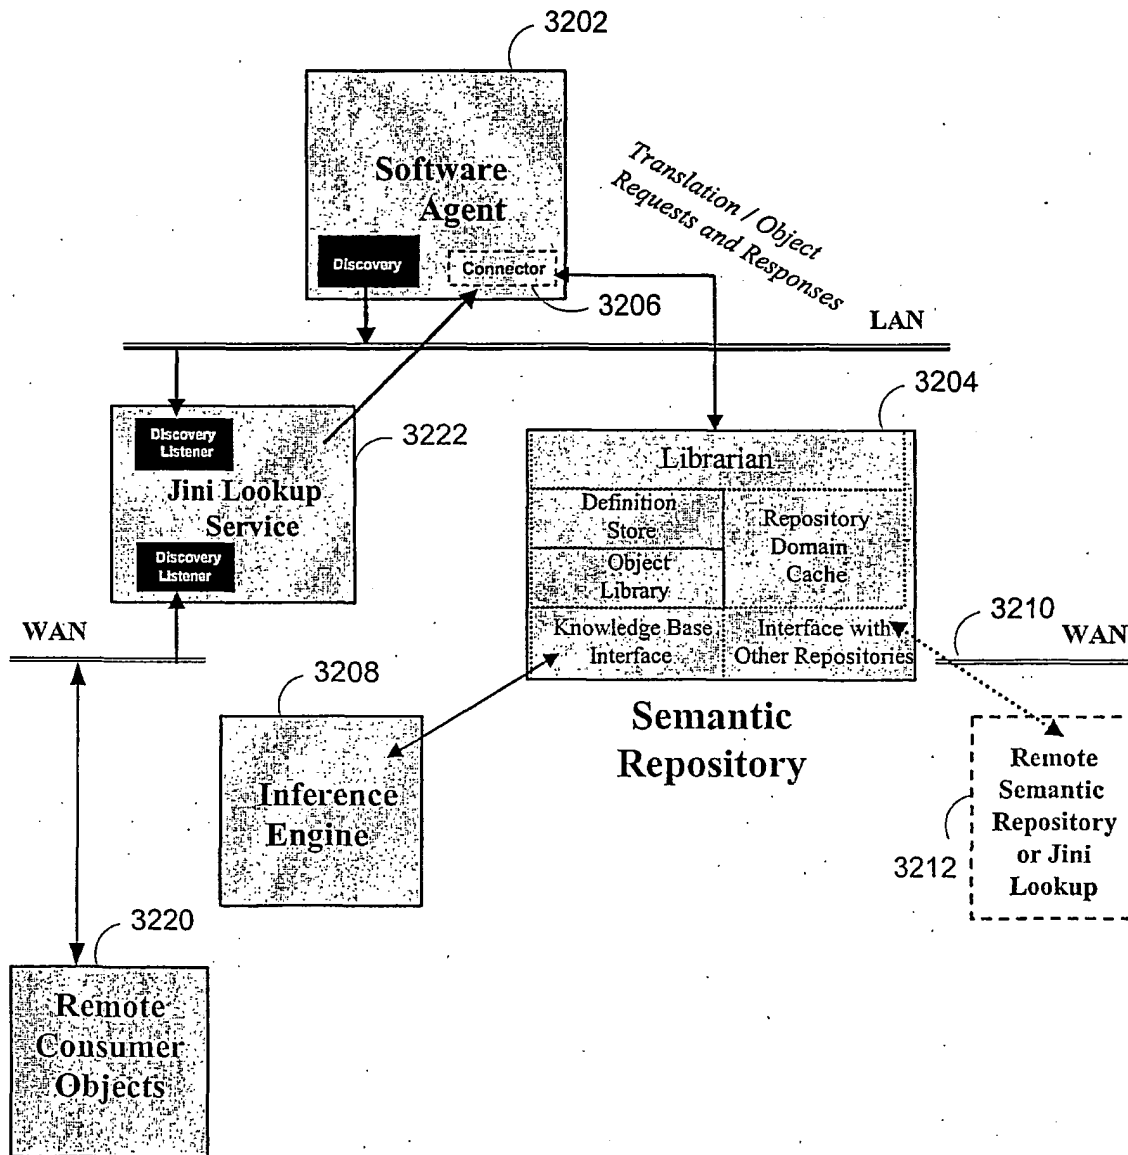 3202
Software
Agent
Discovery
Connector
3206
Translation / Object
Requests and Responses
LAN
3204
Discovery
Listener
3222
Jini Lookup
Service
Discovery
Listener
Librarian
Definition
Store
Repository
Domain
Cache
Object
Library
Knowledge Base
Interface
Interface with
Other Repositories
WAN
3210
WAN
3208
Semantic
Repository
Inference
Engine
Remote
Semantic
Repository
or Jini
Lookup
3212
3220
Remote
Consumer
Objects